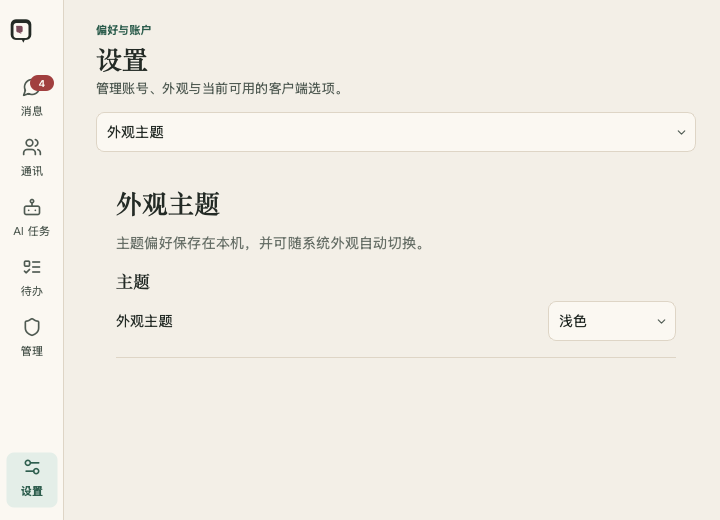 4
消息
通讯
AI 任务
待办
管理
设置
偏好与账户
设置
管理账号、外观与当前可用的客户端选项。
外观主题
外观主题
主题偏好保存在本机，并可随系统外观自动切换。
主题
外观主题
浅色